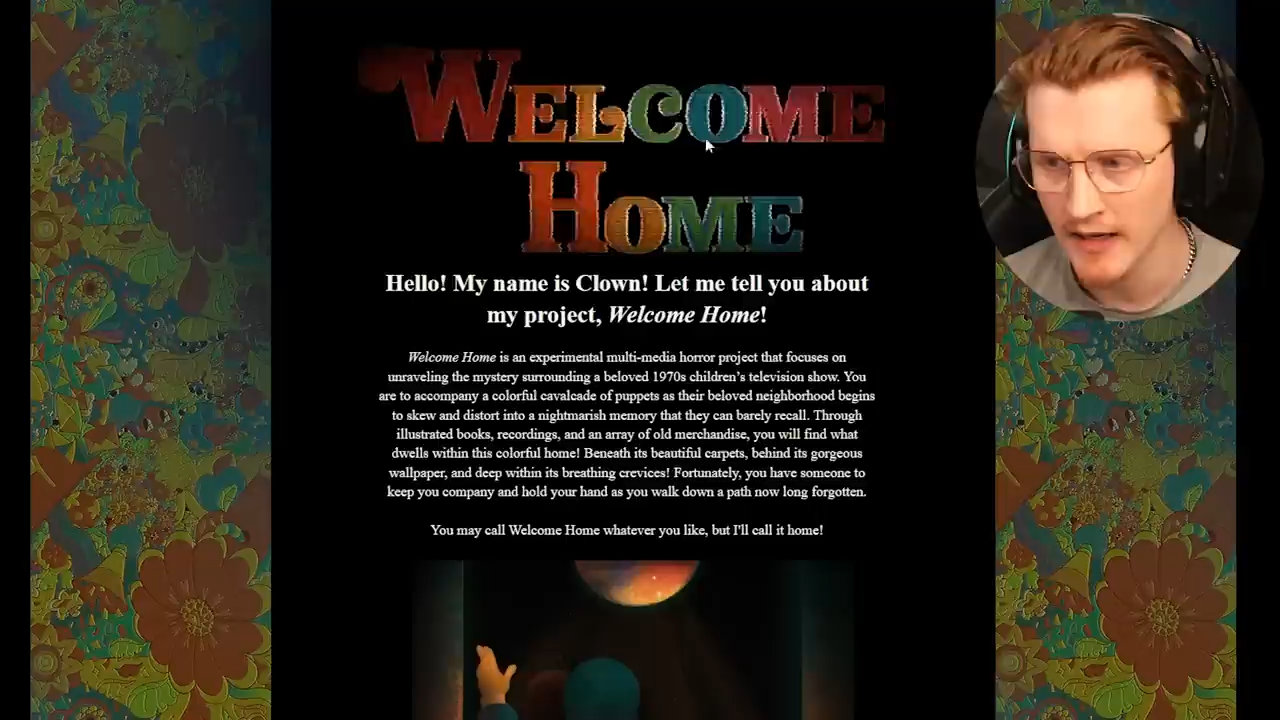 WELCOME
HOME
Hello! My name is Clown! Let me tell you about
my project, Welcome Home!
Welcome Home is an experimental multi-media horror project that focuses on
unraveling the mystery surrounding a beloved 1970s children’s television show. You
are to accompany a colorful cavalcade of puppets as their beloved neighborhood begins
to skew and distort into a nightmarish memory that they can barely recall. Through
illustrated books, recordings, and an array of old merchandise, you will find what
dwells within this colorful home! Beneath its beautiful carpets, behind its gorgeous
wallpaper, and deep within its breathing crevices! Fortunately, you have someone to
keep you company and hold your hand as you walk down a path now long forgotten.
You may call Welcome Home whatever you like, but I'll call it home!